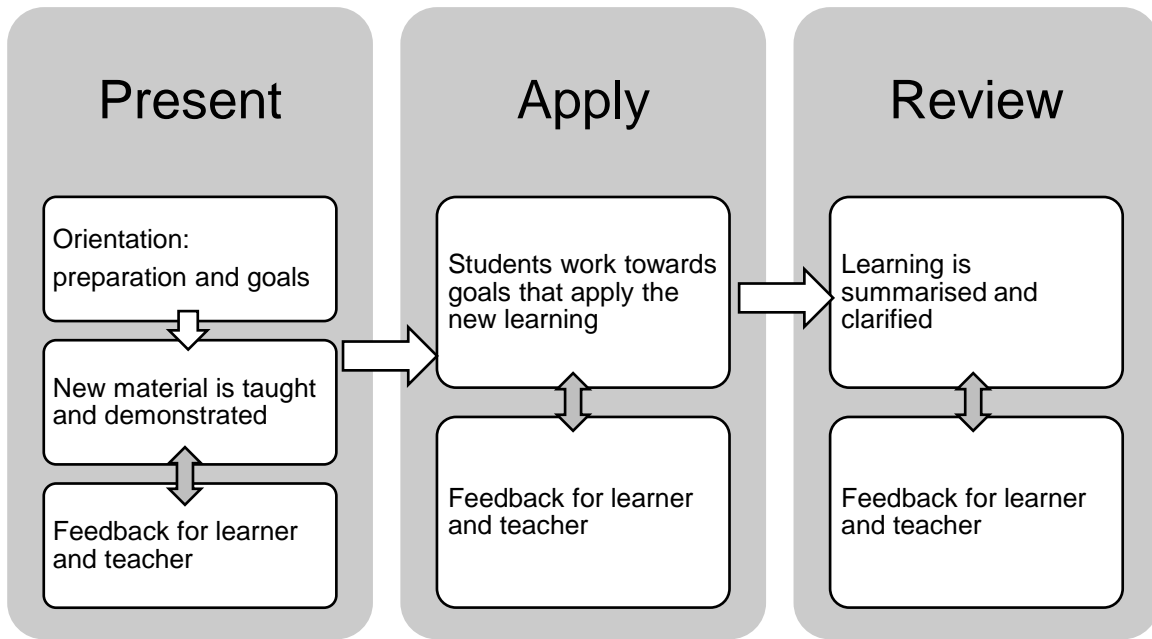 Present
Orientation:
preparation and goals
New material is taught
and demonstrated
Feedback for learner
and teacher
Apply
Students work towards
goals that apply the
new learning
Feedback for learner
and teacher
Review
Learning is
summarised and
clarified
Feedback for learner
and teacher